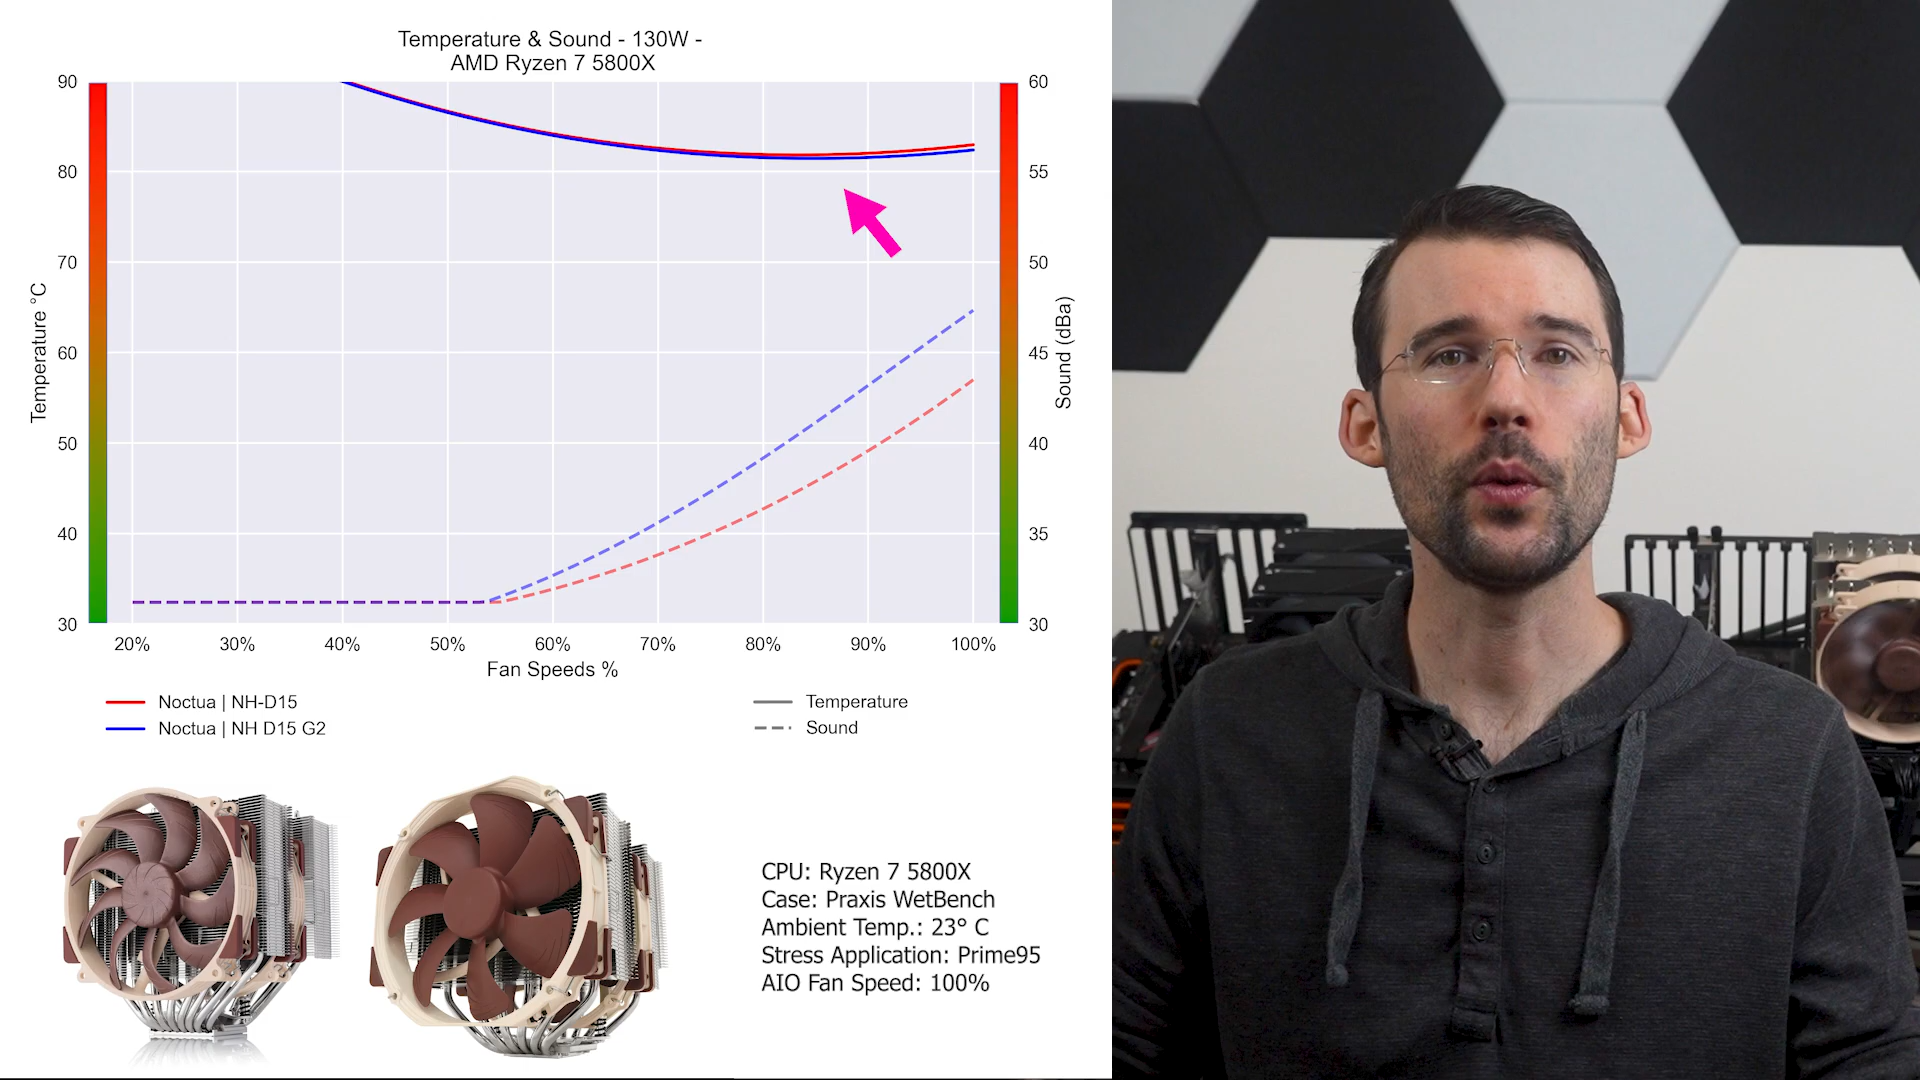 Temperature & Sound - 130W -
AMD Ryzen 7 5800X
90
80
70
60
50
40
30
Temperature °C
60
55
50
45
40
35
30
Sound (dBa)
20% 30% 40% 50% 60% 70% 80% 90% 100%
Fan Speeds %
Noctua | NH-D15
Noctua | NH D15 G2
Temperature
Sound
CPU: Ryzen 7 5800X
Case: Praxis WetBench
Ambient Temp.: 23° C
Stress Application: Prime95
AIO Fan Speed: 100%